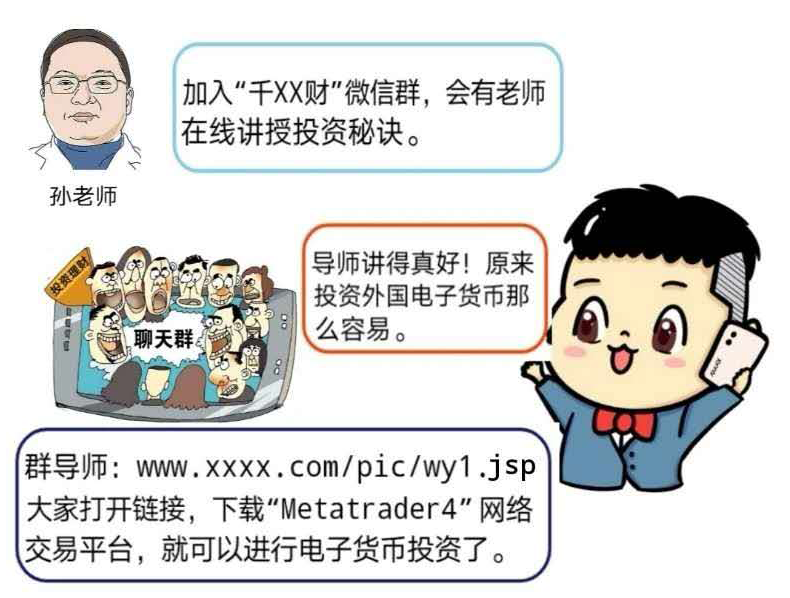 加入“千XX财”微信群，会有老师
在线讲授投资秘诀。
孙老师
投资理财
聊天群
导师讲得真好！原来
投资外国电子货币那
么容易。
群导师：www.xxxx.com/pic/wy1.jsp
大家打开链接，下载“Metatrader4”网络
交易平台，就可以进行电子货币投资了。